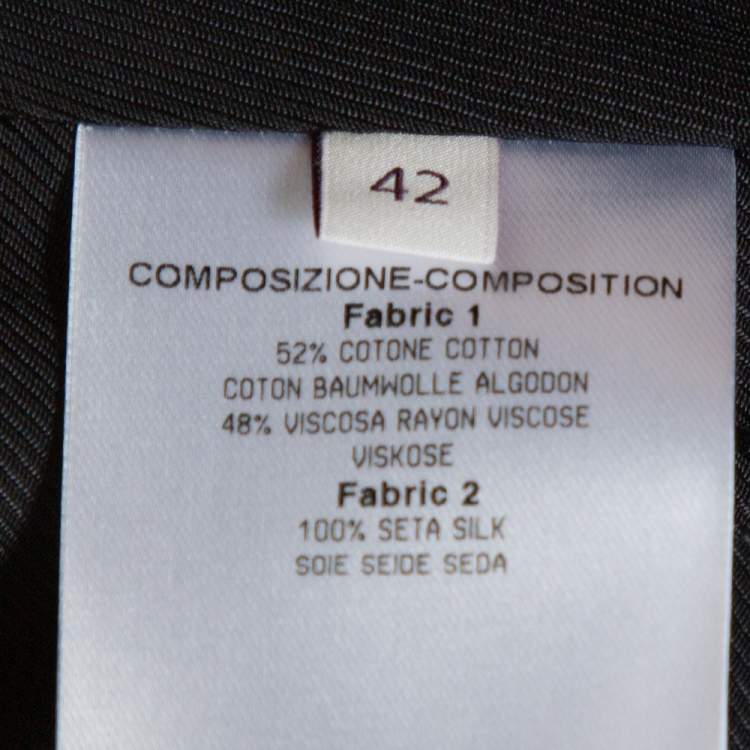 42
COMPOSIZIONE-COMPOSITION
Fabric 1
52% COTONE COTTON
COTON BAUMWOLLE ALGODON
48% VISCOSA RAYON VISCOSE
VISKOSE
Fabric 2
100% SETA SILK
SOIE SEIDE SEDA